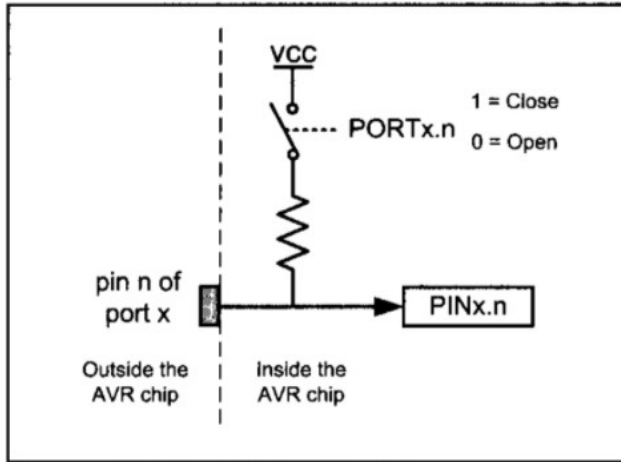 VCC
PORTx.n
1 = Close
0 = Open
pin n of
port x
PINx.n
Outside the
AVR chip
Inside the
AVR chip